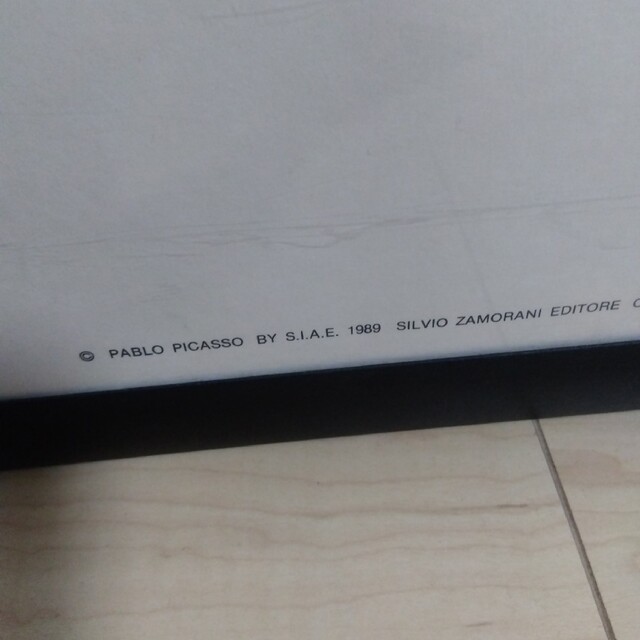 © PABLO PICASSO BY S.I.A.E. 1989 SILVIO ZAMORANI EDITORE